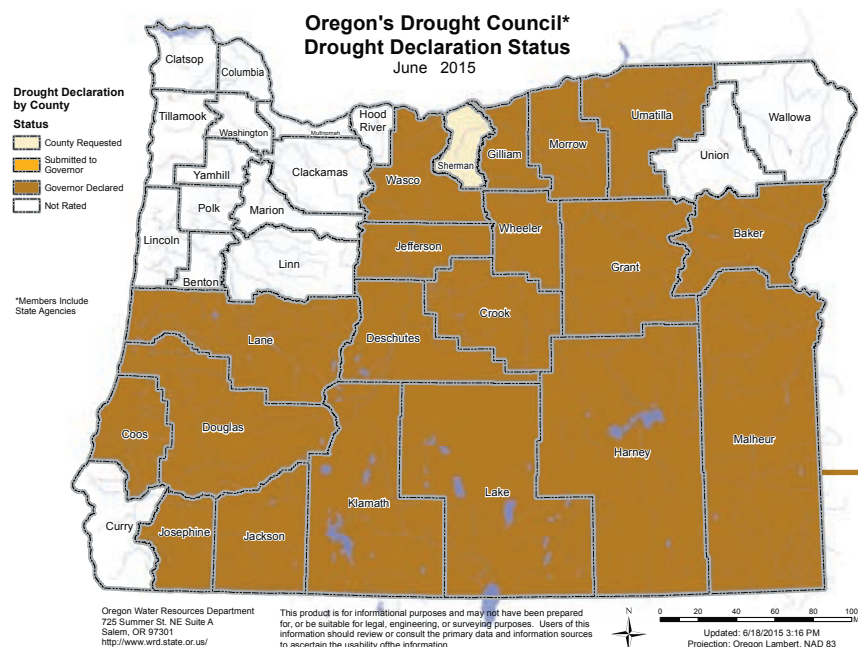 Oregon's Drought Council*
Drought Declaration Status
June 2015
Drought Declaration
by County
Status
County Requested
Submitted to
Governor
Governor Declared
Not Rated
*Members Include
State Agencies
Clatsop
Columbia
Tillamook
Washington
Multnomah
Hood
River
Yamhill
Clackamas
Polk
Marion
Lincoln
Benton
Linn
Wasco
Sherman
Gilliam
Morrow
Umatilla
Union
Wallowa
Jefferson
Wheeler
Grant
Baker
Lane
Deschutes
Crook
Coos
Douglas
Harney
Malheur
Klamath
Lake
Curry
Josephine
Jackson
Oregon Water Resources Department
725 Summer St. NE Suite A
Salem, OR 97301
http://www.wrd.state.or.us/
This product is for informational purposes and may not have been prepared
for, or be suitable for legal, engineering, or surveying purposes. Users of this
information should review or consult the primary data and information sources
to ascertain the usability ofthe information.
N
0 20 40 60 80 100
M
Updated: 6/18/2015 3:16 PM
Projection: Oregon Lambert, NAD 83